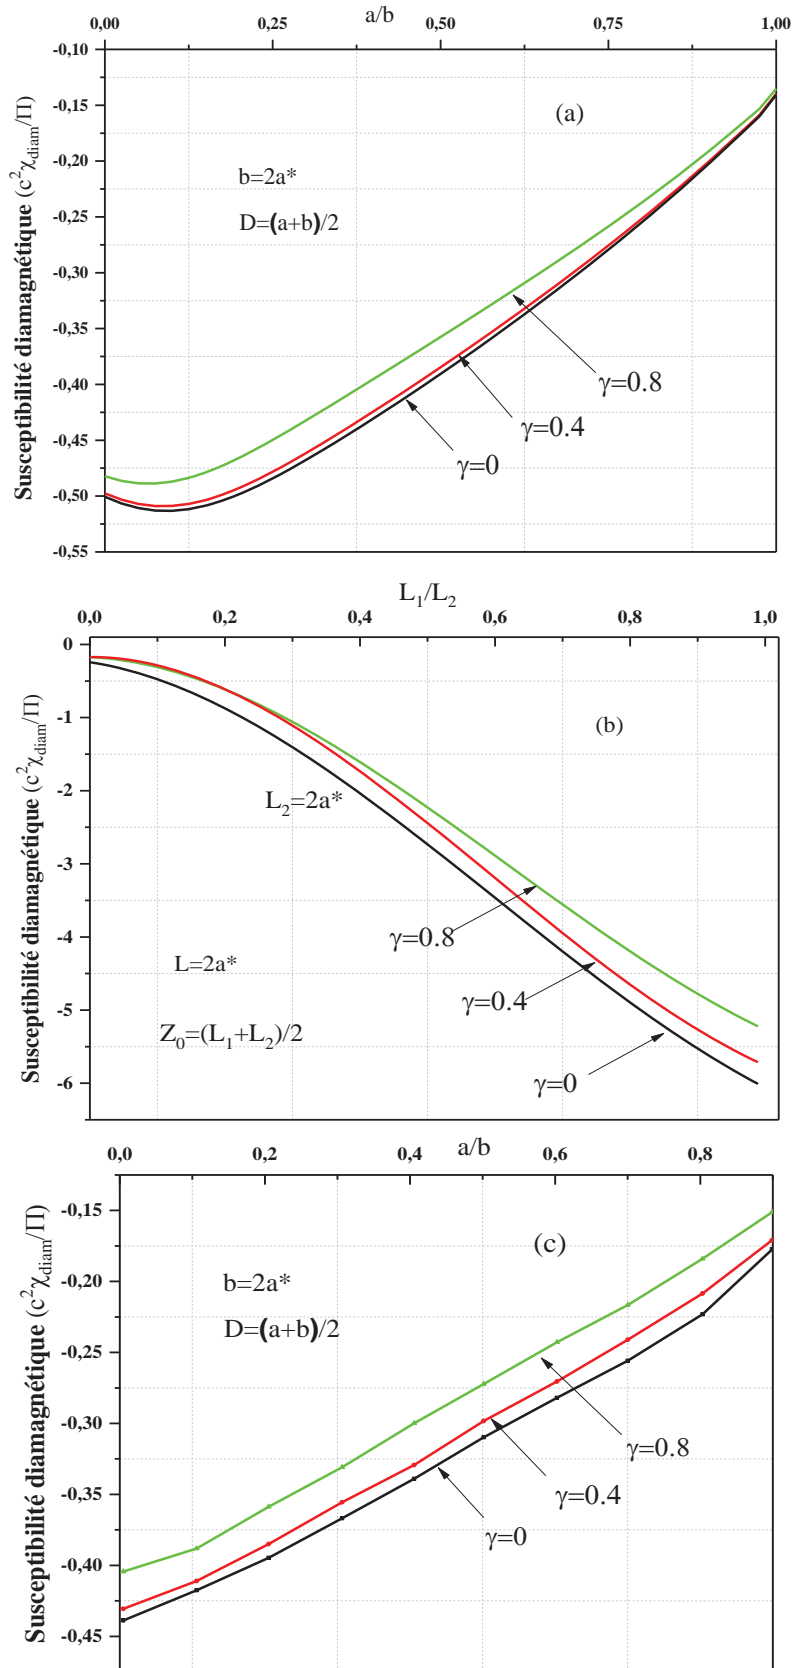 a/b
0,00 0,25 0,50 0,75 1,00
-0,10
-0,15
-0,20
-0,25
-0,30
-0,35
-0,40
-0,45
-0,50
-0,55
Susceptibilité diamagnétique (c²χ_diam/Π)
(a)
b=2a*
D=(a+b)/2
γ=0.8
γ=0.4
γ=0
L₁/L₂
0,0 0,2 0,4 0,6 0,8 1,0
0
-1
-2
-3
-4
-5
-6
Susceptibilité diamagnétique (c²χ_diam/Π)
(b)
L₂=2a*
γ=0.8
L=2a*
γ=0.4
Z₀=(L₁+L₂)/2
γ=0
0,0 0,2 0,4 a/b 0,6 0,8
-0,15
-0,20
-0,25
-0,30
-0,35
-0,40
-0,45
Susceptibilité diamagnétique (c²χ_diam/Π)
(c)
b=2a*
D=(a+b)/2
γ=0.8
γ=0.4
γ=0